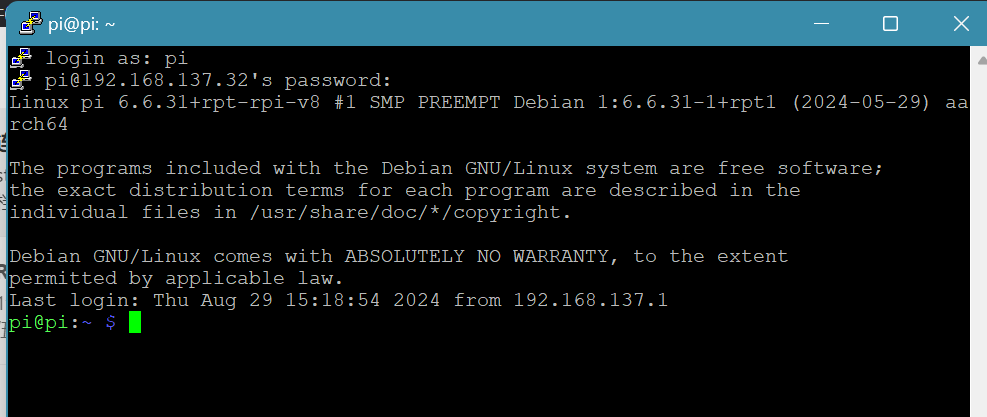 pi@pi: ~
login as: pi
pi@192.168.137.32's password:
Linux pi 6.6.31+rpt-rpi-v8 #1 SMP PREEMPT Debian 1:6.6.31-1+rpt1 (2024-05-29) aa
rch64

The programs included with the Debian GNU/Linux system are free software;
the exact distribution terms for each program are described in the
individual files in /usr/share/doc/*/copyright.

Debian GNU/Linux comes with ABSOLUTELY NO WARRANTY, to the extent
permitted by applicable law.
Last login: Thu Aug 29 15:18:54 2024 from 192.168.137.1
pi@pi:~ $